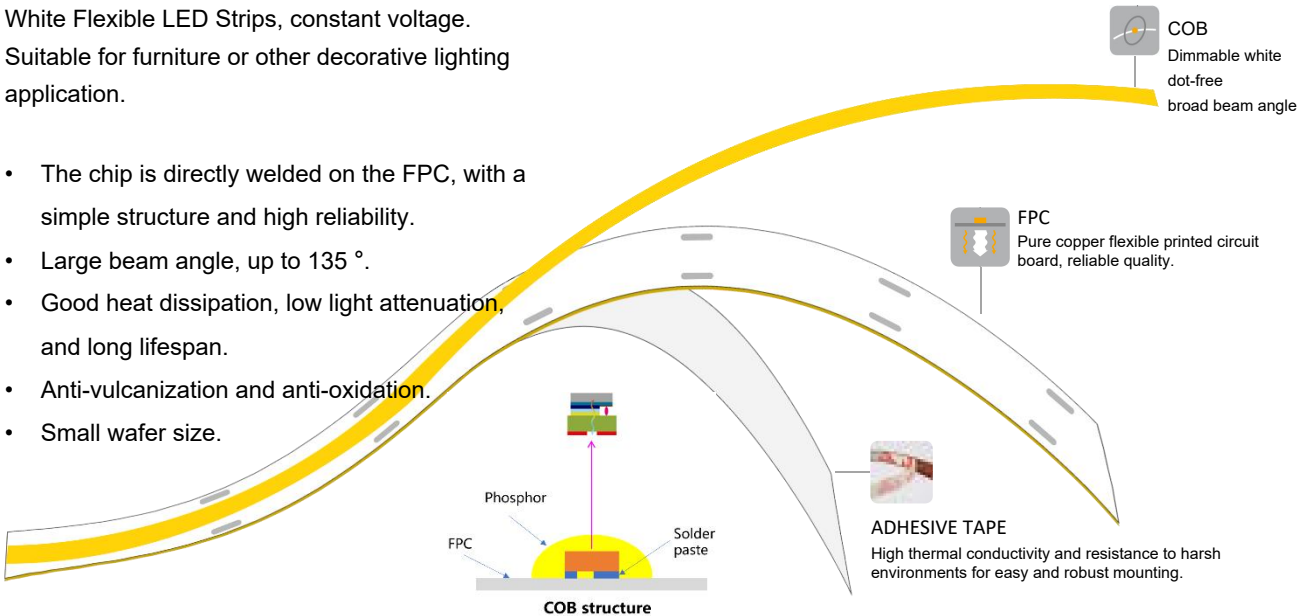 White Flexible LED Strips, constant voltage.
Suitable for furniture or other decorative lighting
application.
• The chip is directly welded on the FPC, with a
simple structure and high reliability.
• Large beam angle, up to 135 °.
• Good heat dissipation, low light attenuation,
and long lifespan.
• Anti-vulcanization and anti-oxidation.
• Small wafer size.
COB
Dimmable white
dot-free
broad beam angle
FPC
Pure copper flexible printed circuit
board, reliable quality.
ADHESIVE TAPE
High thermal conductivity and resistance to harsh
environments for easy and robust mounting.
Phosphor
FPC
Solder
paste
COB structure